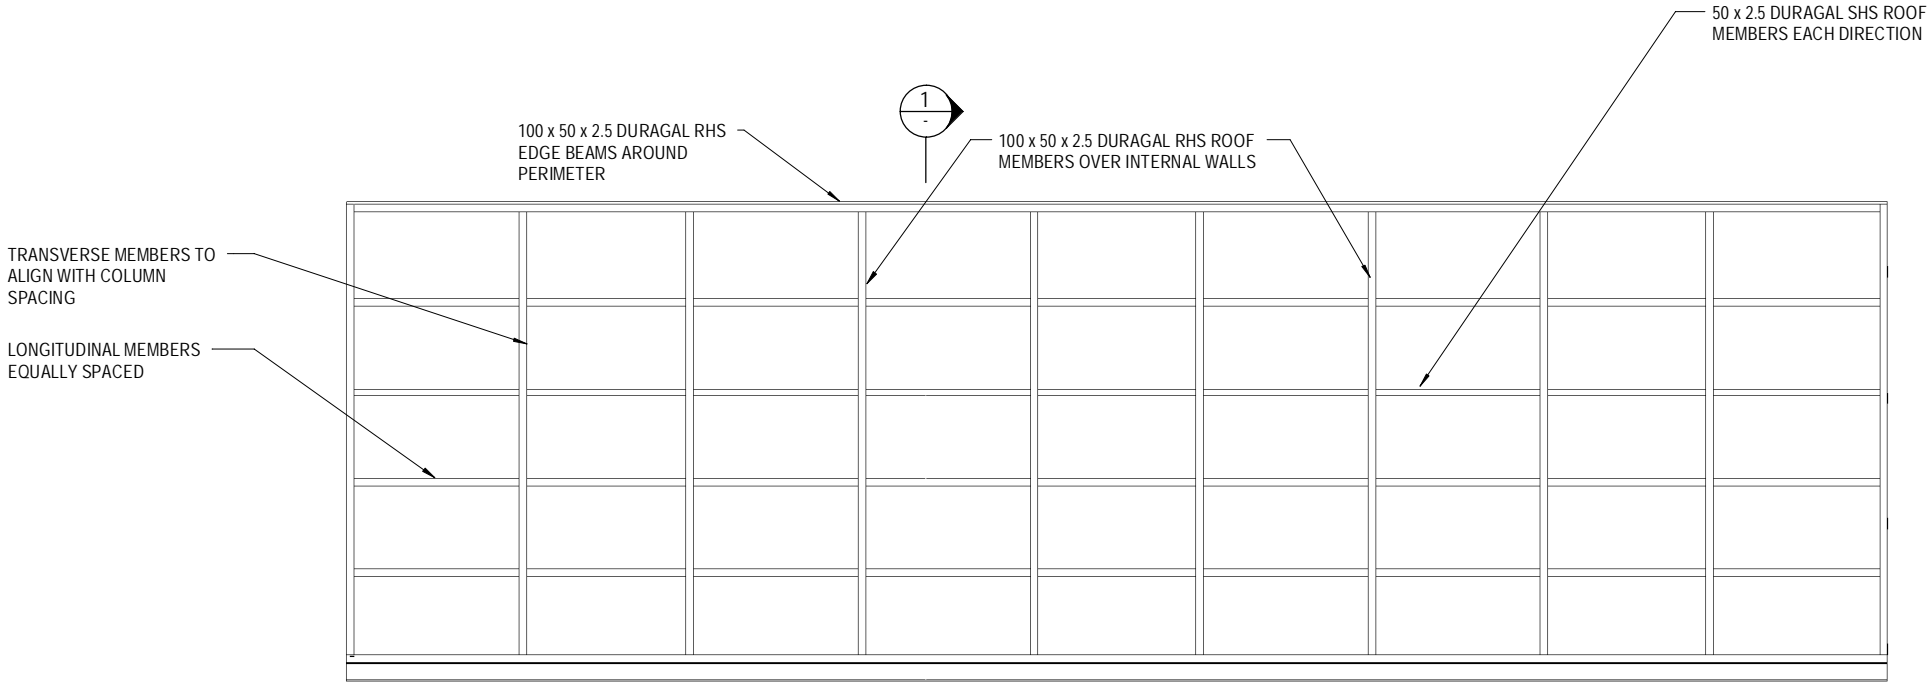 50 x 2.5 DURAGAL SHS ROOF
MEMBERS EACH DIRECTION
1
-
100 x 50 x 2.5 DURAGAL RHS
EDGE BEAMS AROUND
PERIMETER
100 x 50 x 2.5 DURAGAL RHS ROOF
MEMBERS OVER INTERNAL WALLS
TRANSVERSE MEMBERS TO
ALIGN WITH COLUMN
SPACING
LONGITUDINAL MEMBERS
EQUALLY SPACED